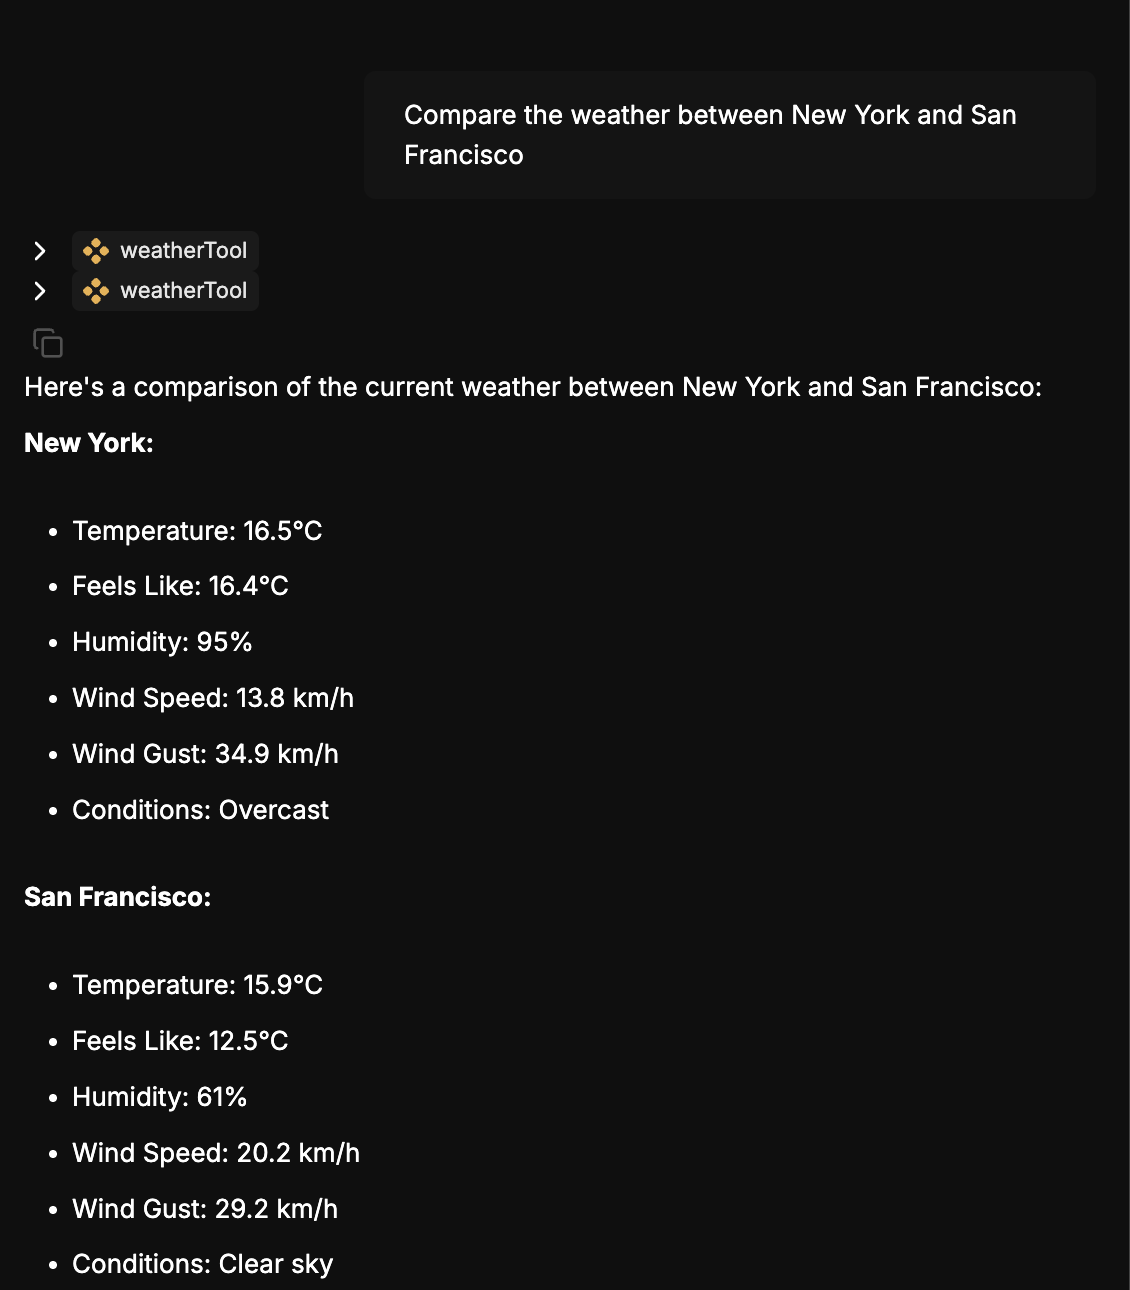 Compare the weather between New York and San
Francisco
weatherTool
weatherTool
Here's a comparison of the current weather between New York and San Francisco:
New York:
• Temperature: 16.5°C
• Feels Like: 16.4°C
• Humidity: 95%
• Wind Speed: 13.8 km/h
• Wind Gust: 34.9 km/h
• Conditions: Overcast
San Francisco:
• Temperature: 15.9°C
• Feels Like: 12.5°C
• Humidity: 61%
• Wind Speed: 20.2 km/h
• Wind Gust: 29.2 km/h
• Conditions: Clear sky